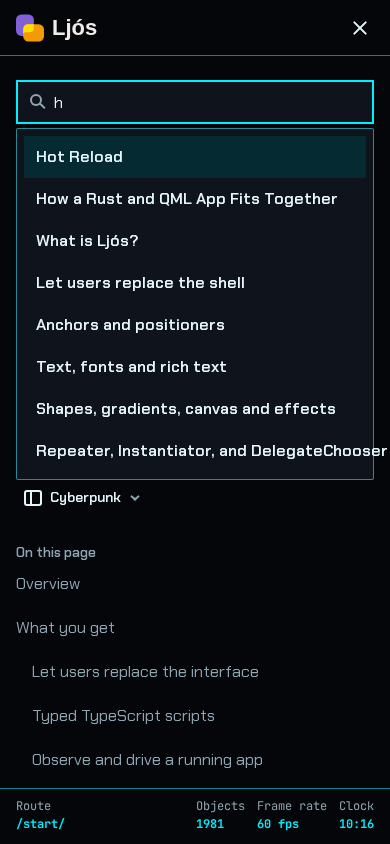 Ljós
h
Hot Reload
How a Rust and QML App Fits Together
What is Ljós?
Let users replace the shell
Anchors and positioners
Text, fonts and rich text
Shapes, gradients, canvas and effects
Repeater, Instantiator, and DelegateChooser
Cyberpunk
On this page
Overview
What you get
Let users replace the interface
Typed TypeScript scripts
Observe and drive a running app
Route Objects Frame rate Clock
/start/ 1981 60 fps 10:16